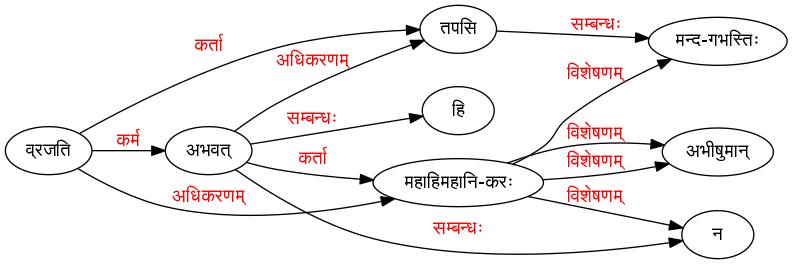 कर्ता
तपसि
सम्बन्धः
मन्द-गभस्तिः
अधिकरणम्
विशेषणम्
सम्बन्धः
हि
व्रजति
कर्म
अभवत्
कर्ता
विशेषणम्
अभीषुमान्
विशेषणम्
महाहिमहानि-करः
अधिकरणम्
विशेषणम्
सम्बन्धः
न